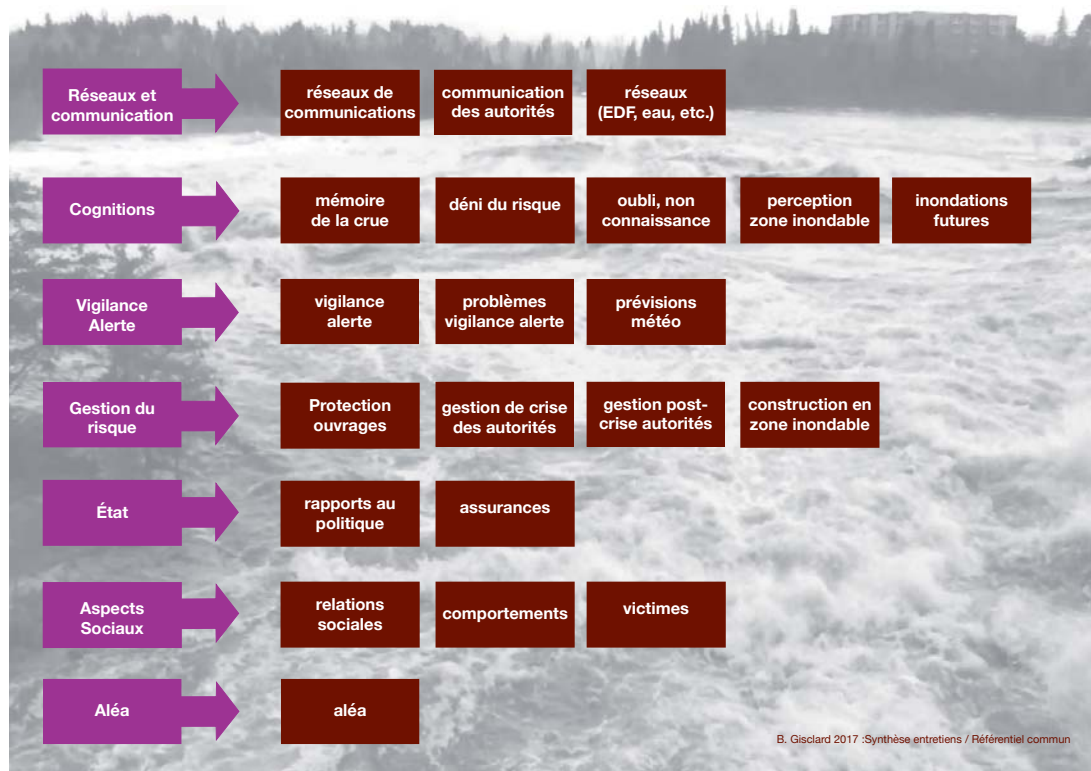 Réseaux et
communication
réseaux de
communications
communication
des autorités
réseaux
(EDF, eau, etc.)
Cognitions
mémoire
de la crue
déni du risque
oubli, non
connaissance
perception
zone inondable
inondations
futures
Vigilance
Alerte
vigilance
alerte
problèmes
vigilance alerte
prévisions
météo
Gestion du
risque
Protection
ouvrages
gestion de crise
des autorités
gestion post-
crise autorités
construction en
zone inondable
État
rapports au
politique
assurances
Aspects
Sociaux
relations
sociales
comportements
victimes
Aléa
aléa
B. Gisclard 2017 :Synthèse entretiens / Référentiel commun